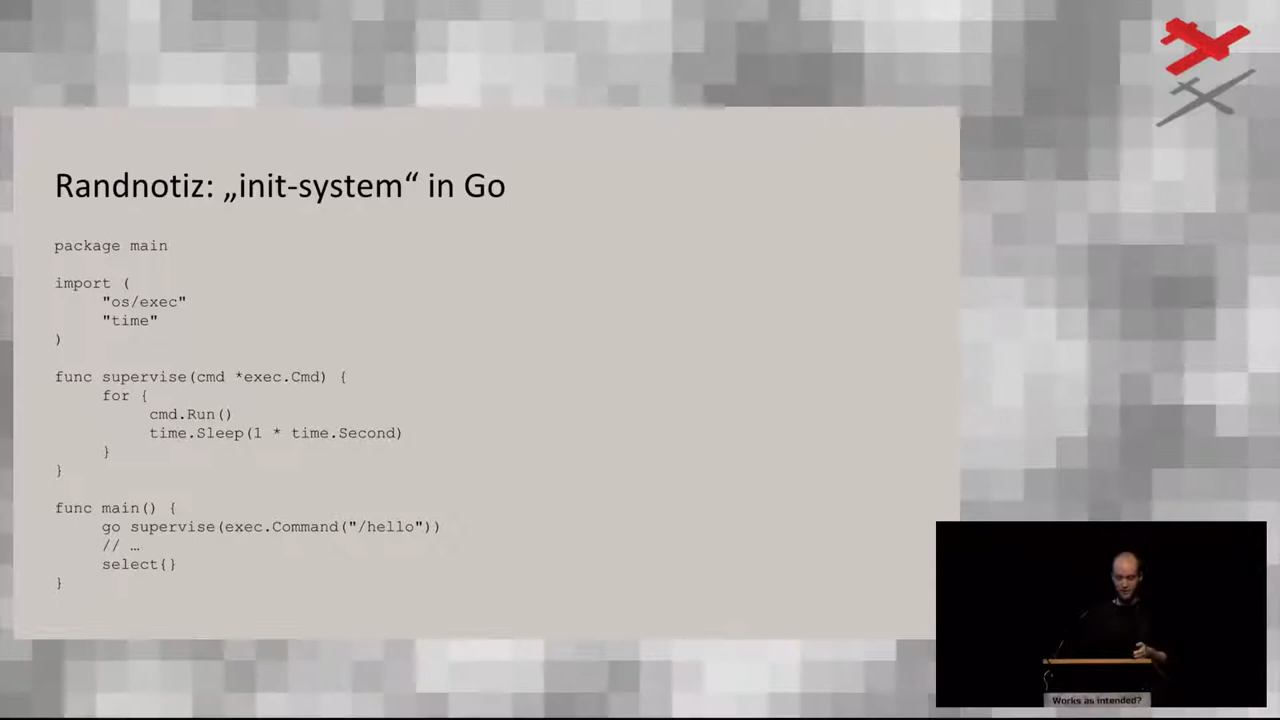 Randnotiz: „init-system“ in Go
package main
import (
"os/exec"
"time"
)
func supervise(cmd *exec.Cmd) {
for {
cmd.Run()
time.Sleep(1 * time.Second)
}
}
func main() {
go supervise(exec.Command("/hello"))
// …
select{}
}
Works as intended?